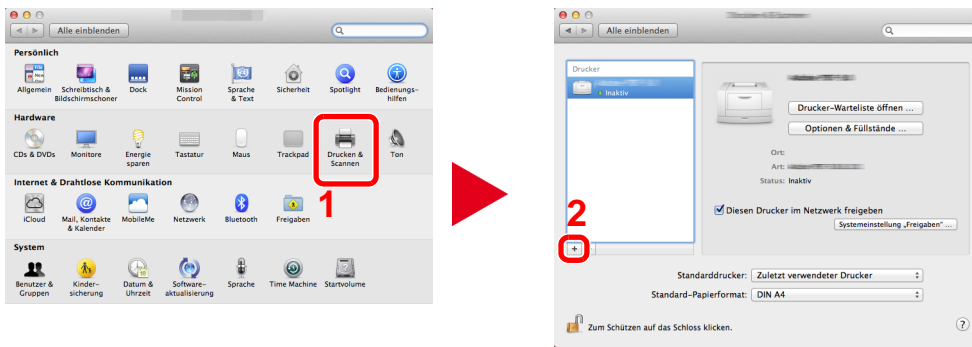 Alle einblenden
Persönlich
Allgemein
Schreibtisch &
Bildschirmschoner
Dock
Mission
Control
Sprache
& Text
Sicherheit
Spotlight
Bedienungs-
hilfen
Hardware
CDs & DVDs
Monitore
Energie
sparen
Tastatur
Maus
Trackpad
Drucken &
Scannen
Ton
1
Internet & Drahtlose Kommunikation
iCloud
Mail, Kontakte
& Kalender
MobileMe
Netzwerk
Bluetooth
Freigaben
System
Benutzer &
Gruppen
Kinder-
sicherung
Datum &
Uhrzeit
Software-
aktualisierung
Sprache
Time Machine
Startvolume
Alle einblenden
Drucker
Inaktiv
Drucker-Warteliste öffnen ...
Optionen & Füllstände ...
Ort:
Art:
Status: Inaktiv
Diesen Drucker im Netzwerk freigeben
Systemeinstellung „Freigaben“ ...
2
+
Standarddrucker: Zuletzt verwendeter Drucker
Standard-Papierformat: DIN A4
Zum Schützen auf das Schloss klicken.
?